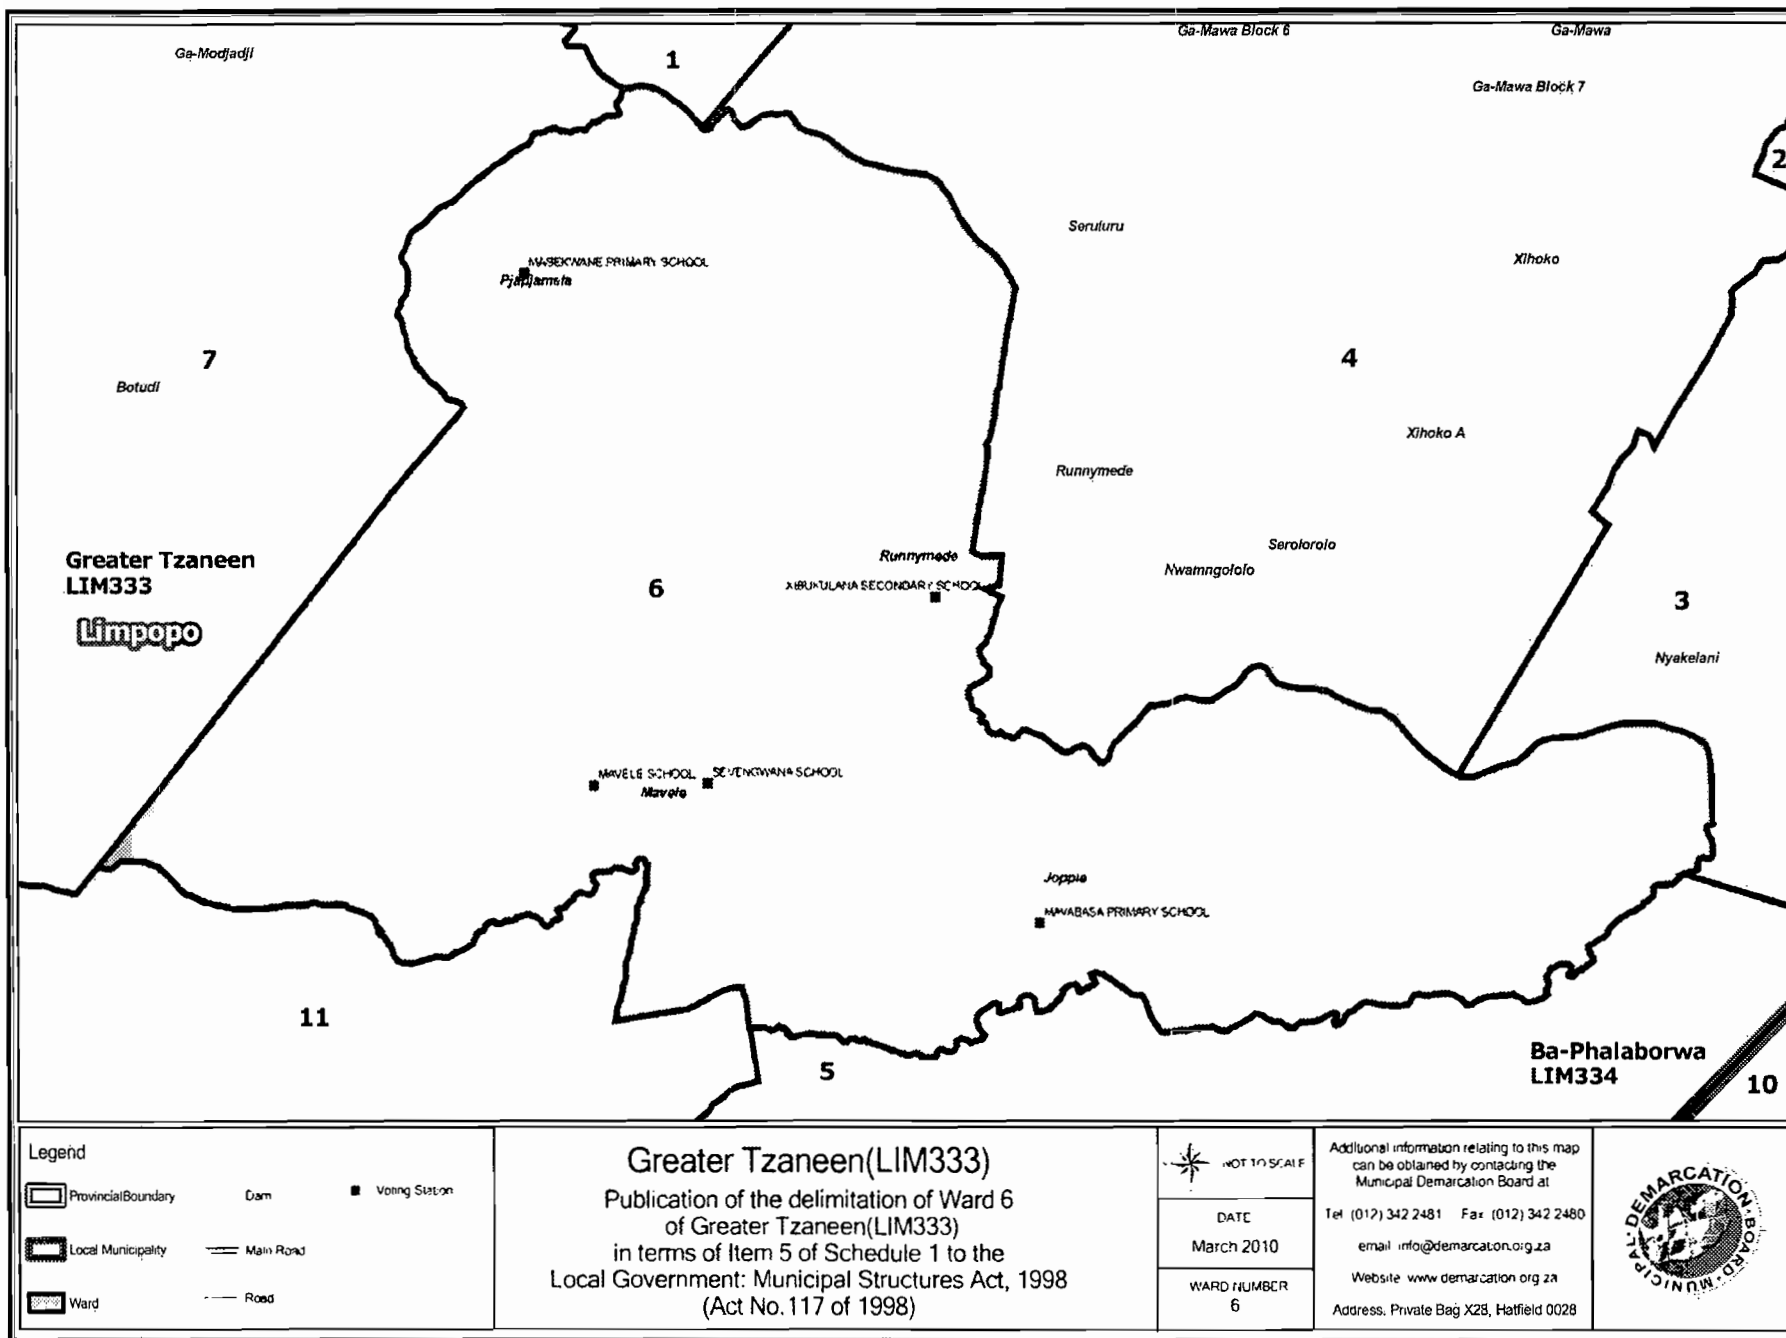 Ga-Modjadji
1
Ga-Mawa Block 6
Ga-Mawa
Ga-Mawa Block 7
2
Seruturu
Xihoko
MASEKWANE PRIMARY SCHOOL
7
Botudi
4
Xihoko A
Runnymede
Greater Tzaneen
LIM333
Limpopo
6
Runnymede
XIBUKULANA SECONDARY SCHOOL
Serolorolo
Nwamngololo
3
Nyakelani
MAVELE SCHOOL
SEVENGWANA SCHOOL
Mavele
Joppie
MAVABASA PRIMARY SCHOOL
11
5
Ba-Phalaborwa
LIM334
10
Legend
Provincial Boundary
Dam
Voting Station
Local Municipality
Main Road
Ward
Road
Greater Tzaneen(LIM333)
Publication of the delimitation of Ward 6
of Greater Tzaneen(LIM333)
in terms of Item 5 of Schedule 1 to the
Local Government: Municipal Structures Act, 1998
(Act No.117 of 1998)
NOT TO SCALE
DATE
March 2010
WARD NUMBER
6
Additional information relating to this map
can be obtained by contacting the
Municipal Demarcation Board at
Tel (012) 342 2481 Fax (012) 342 2480
email info@demarcation.org.za
Website www demarcation org za
Address. Private Bag X28, Hatfield 0028
MUNICIPAL DEMARCATION BOARD